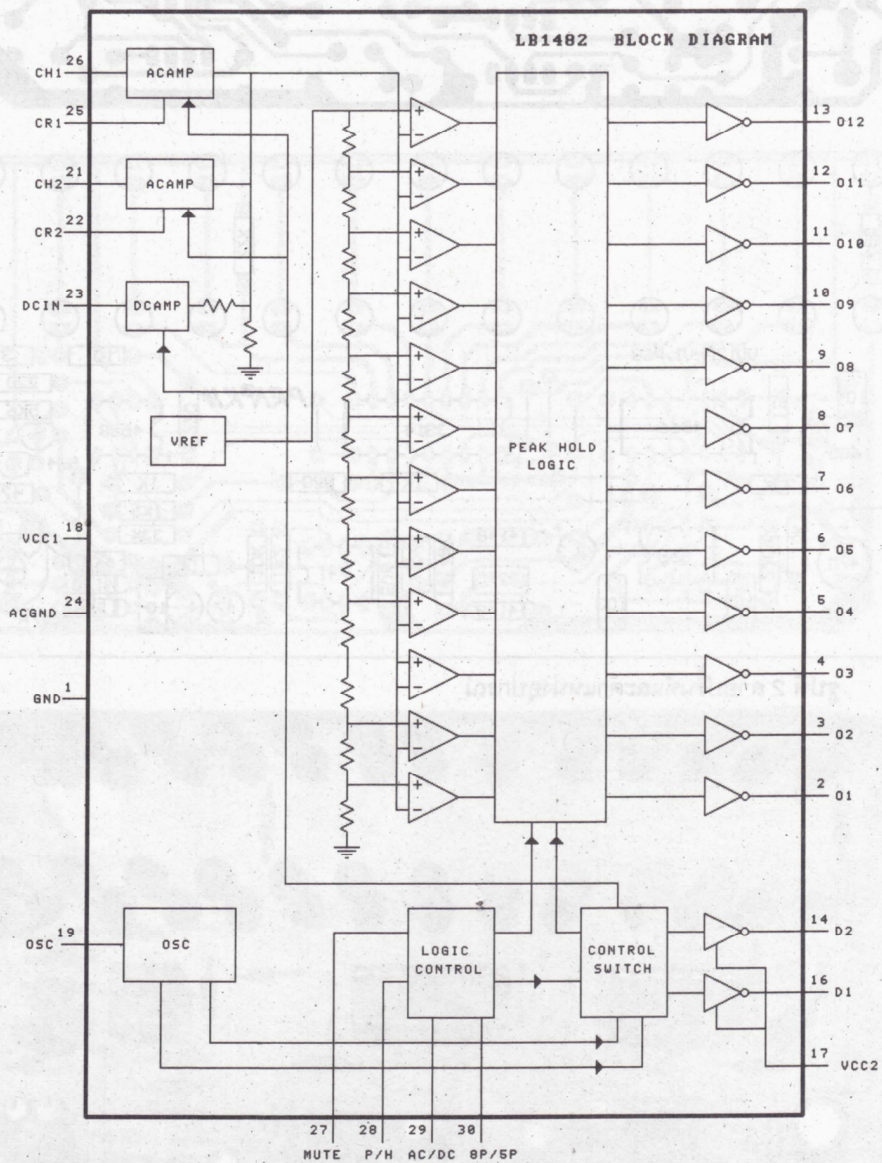 LB1482 BLOCK DIAGRAM
26
CH1
ACAMP
25
CR1
21
CH2
ACAMP
22
CR2
23
DCIN
DCAMP
VREF
18
VCC1
24
ACGND
1
GND
PEAK HOLD
LOGIC
13
O12
12
O11
11
O10
10
O9
9
O8
8
O7
7
O6
6
O5
5
O4
4
O3
3
O2
2
O1
19
OSC
OSC
LOGIC
CONTROL
CONTROL
SWITCH
14
D2
16
D1
17
VCC2
27 28 29 30
MUTE P/H AC/DC 8P/5P